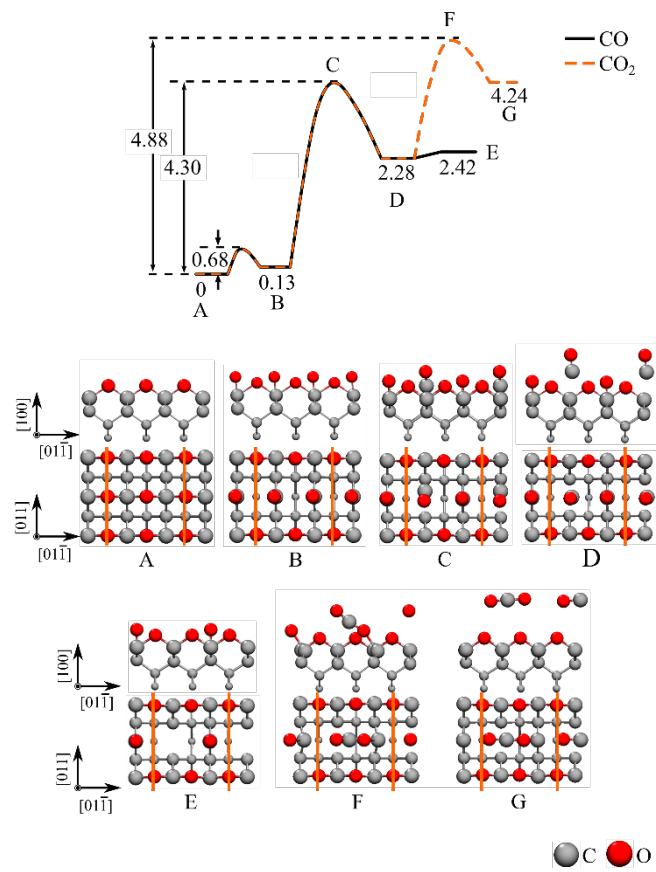 F
CO
CO₂
C
4.88
4.30
4.24
G
E
2.28
2.42
D
0.68
0
0.13
A
B
[100]
[011̄]
[011]
[011̄]
A
B
C
D
[100]
[011̄]
[011]
[011̄]
E
F
G
C
O